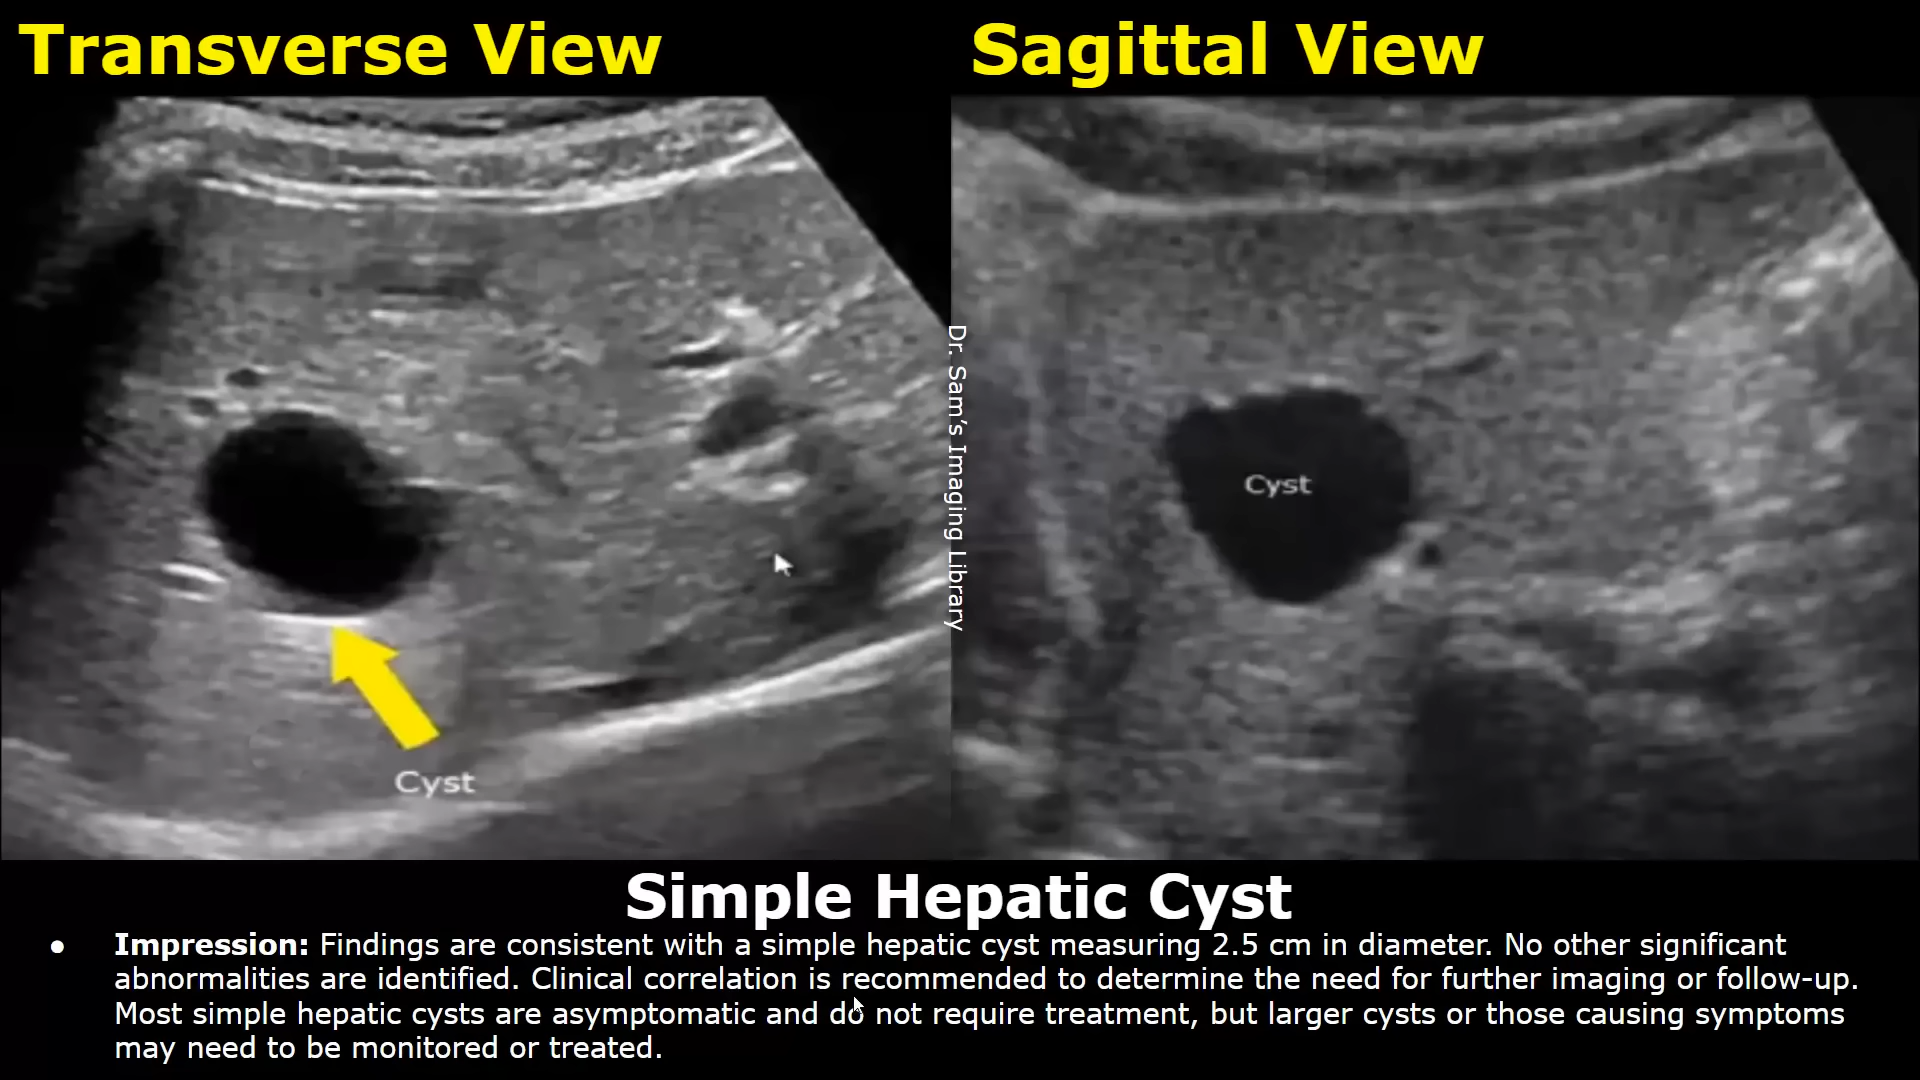 Transverse View
Sagittal View
Dr. Sam's Imaging Library
Cyst
Cyst
Simple Hepatic Cyst
● Impression: Findings are consistent with a simple hepatic cyst measuring 2.5 cm in diameter. No other significant
abnormalities are identified. Clinical correlation is recommended to determine the need for further imaging or follow-up.
Most simple hepatic cysts are asymptomatic and do not require treatment, but larger cysts or those causing symptoms
may need to be monitored or treated.